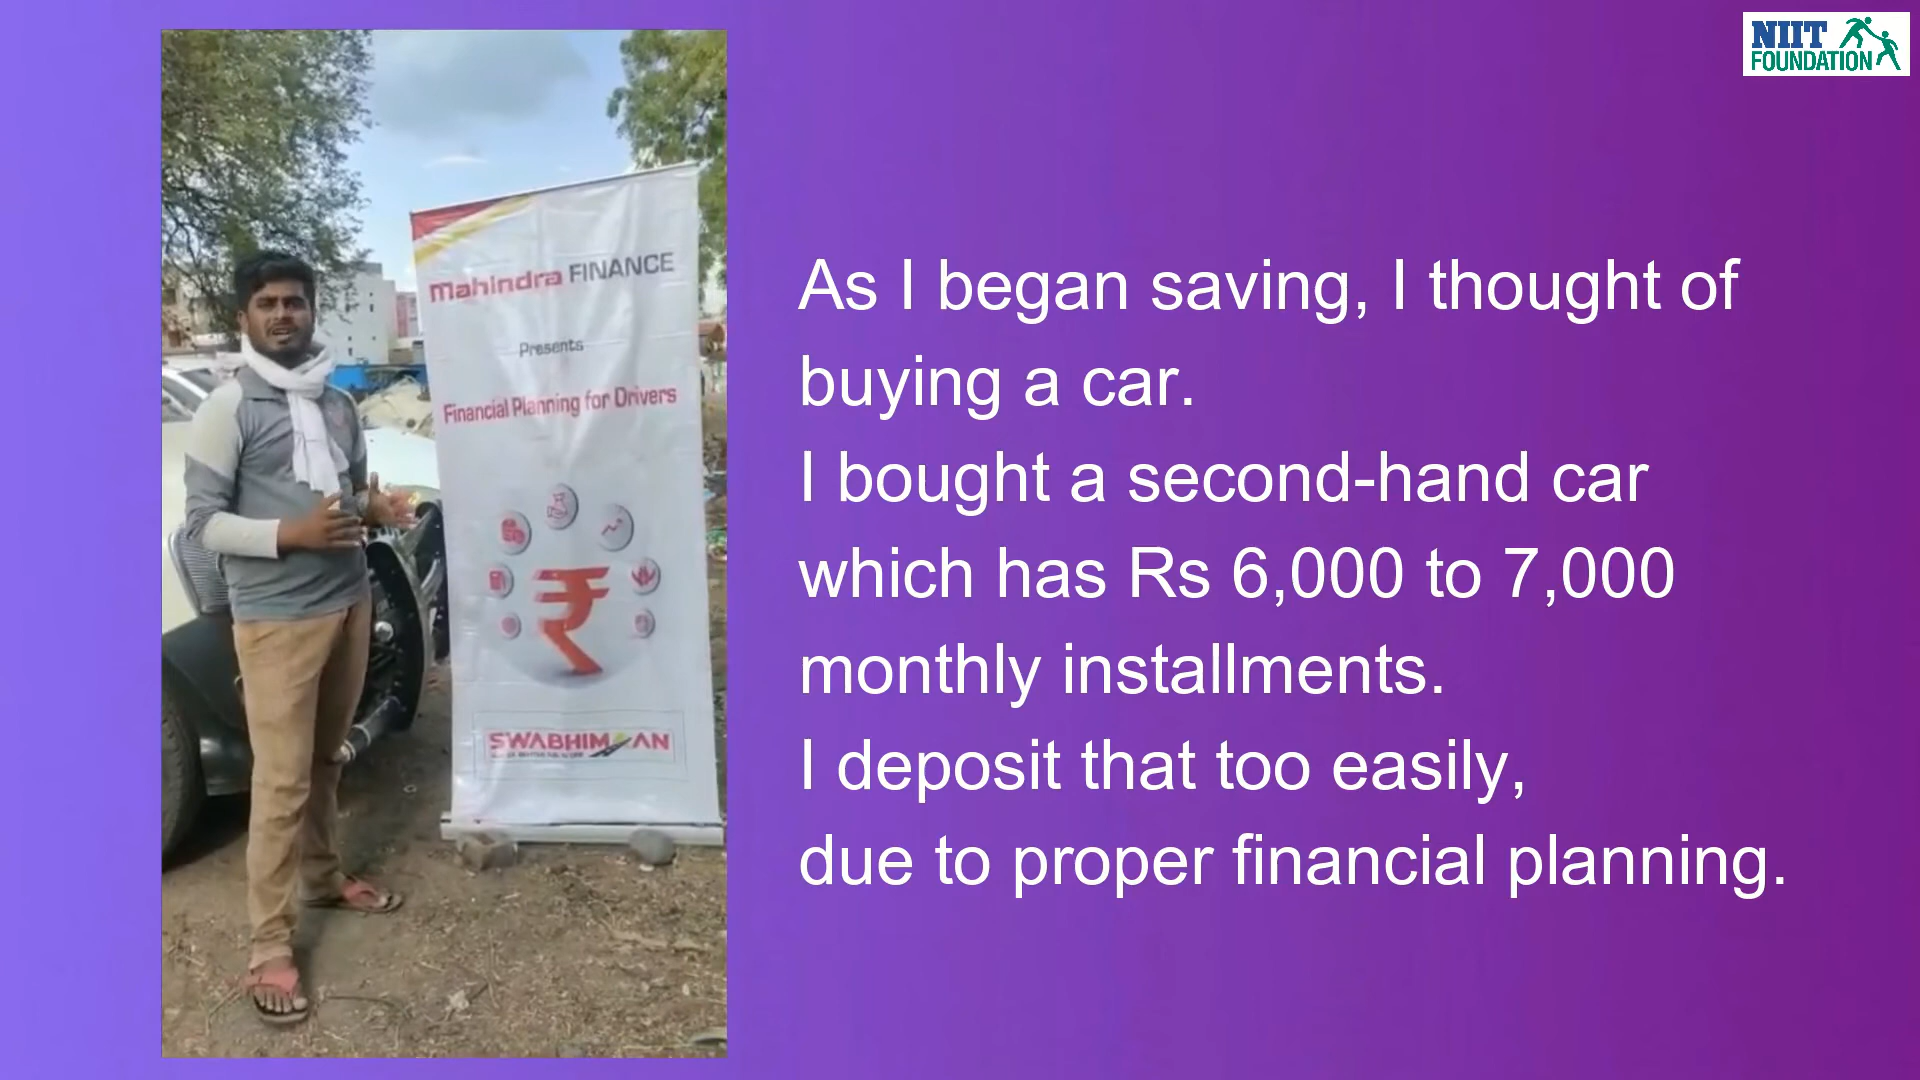 NIIT
FOUNDATION
mahindra FINANCE
Presents
Financial Planning for Drivers
SWABHIMAAN
As I began saving, I thought of
buying a car.
I bought a second-hand car
which has Rs 6,000 to 7,000
monthly installments.
I deposit that too easily,
due to proper financial planning.